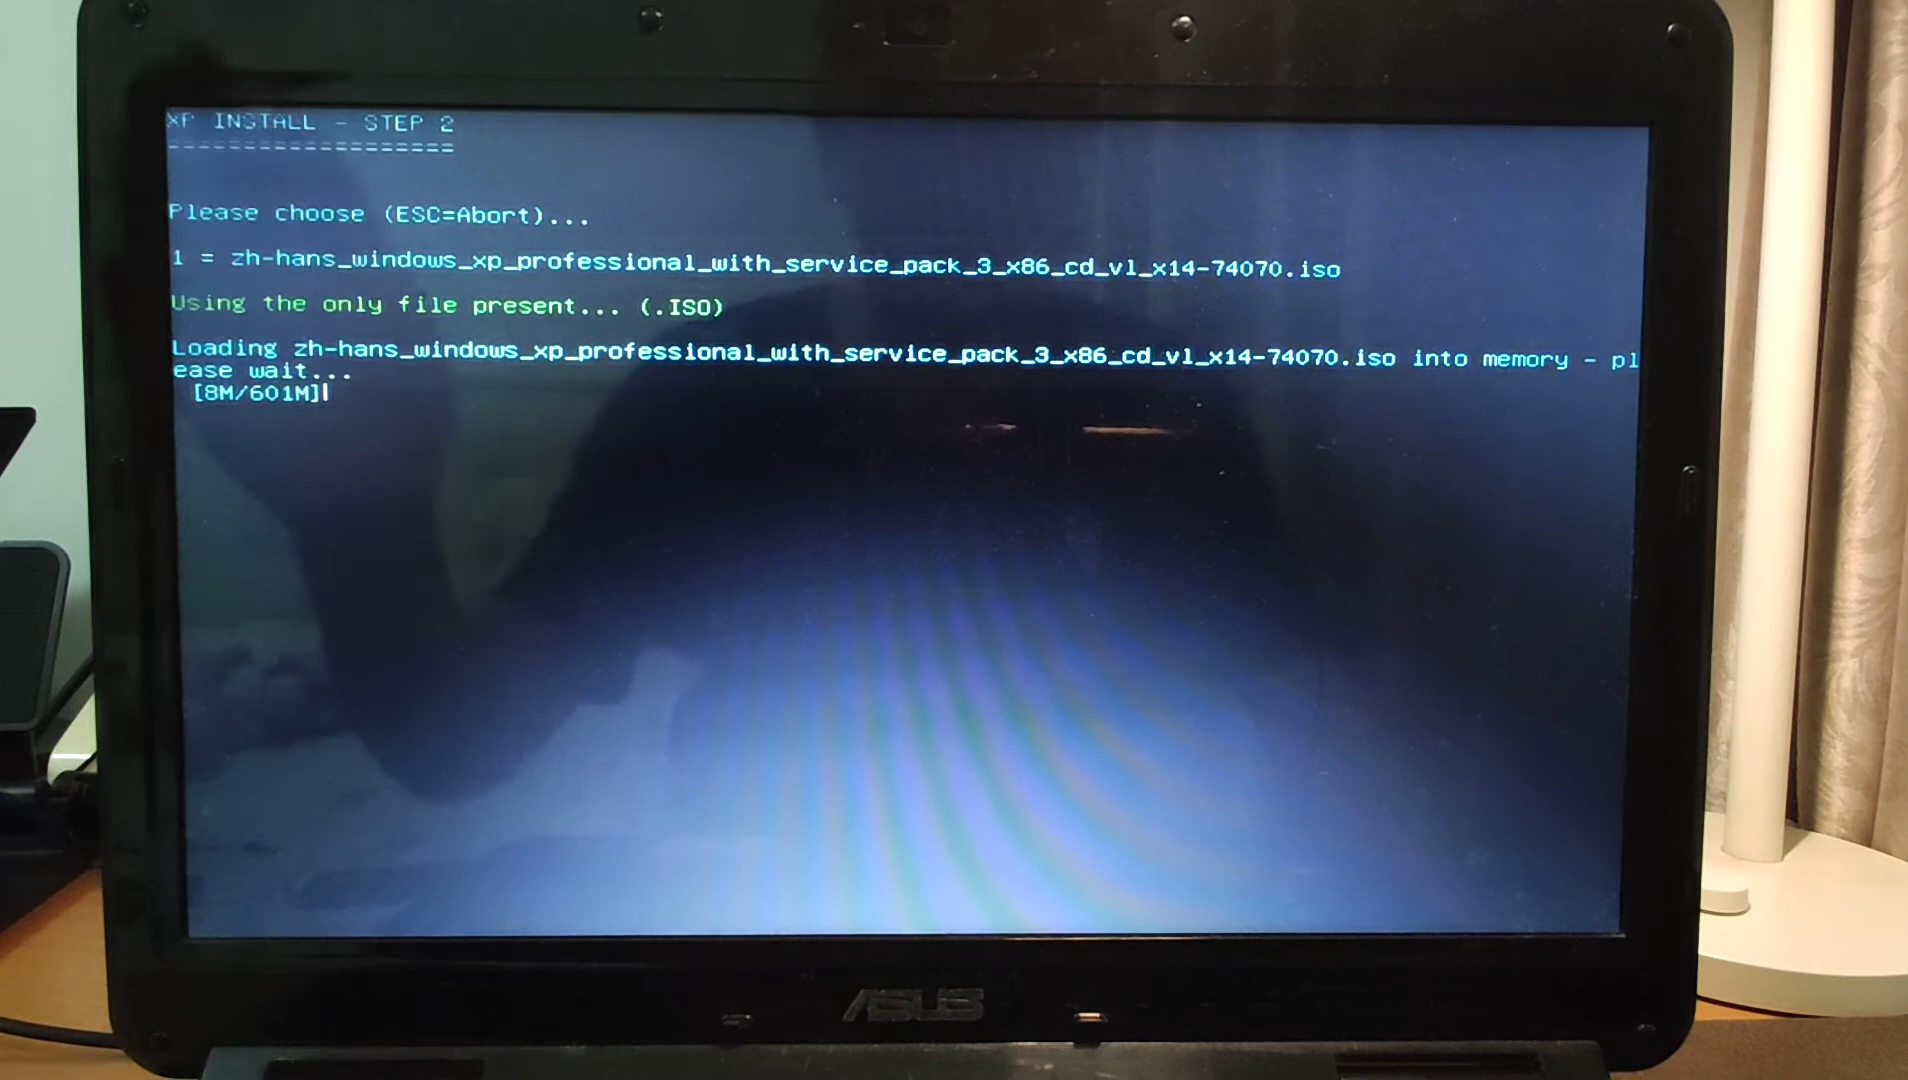 XP INSTALL - STEP 2
===================
Please choose (ESC=Abort)...
1 = zh-hans_windows_xp_professional_with_service_pack_3_x86_cd_vl_x14-74070.iso
Using the only file present... (.ISO)
Loading zh-hans_windows_xp_professional_with_service_pack_3_x86_cd_vl_x14-74070.iso into memory - pl
ease wait...
[8M/601M]
ASUS